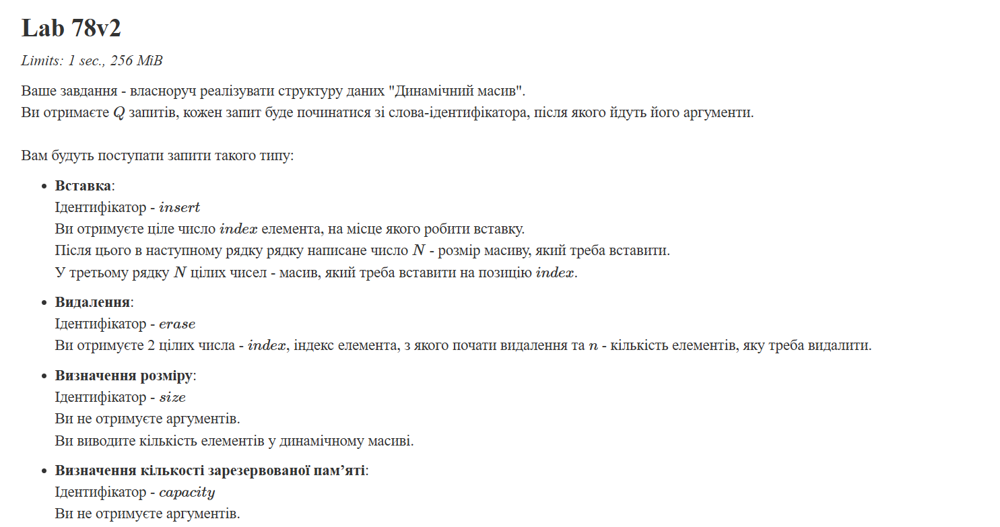 Lab 78v2
Limits: 1 sec., 256 MiB
Ваше завдання - власноруч реалізувати структуру даних "Динамічний масив".
Ви отримаєте Q запитів, кожен запит буде починатися зі слова-ідентифікатора, після якого йдуть його аргументи.
Вам будуть поступати запити такого типу:
• Вставка:
Ідентифікатор - insert
Ви отримуєте ціле число index елемента, на місце якого робити вставку.
Після цього в наступному рядку рядку написане число N - розмір масиву, який треба вставити.
У третьому рядку N цілих чисел - масив, який треба вставити на позицію index.
• Видалення:
Ідентифікатор - erase
Ви отримуєте 2 цілих числа - index, індекс елемента, з якого почати видалення та n - кількість елементів, яку треба видалити.
• Визначення розміру:
Ідентифікатор - size
Ви не отримуєте аргументів.
Ви виводите кількість елементів у динамічному масиві.
• Визначення кількості зарезервованої пам’яті:
Ідентифікатор - capacity
Ви не отримуєте аргументів.